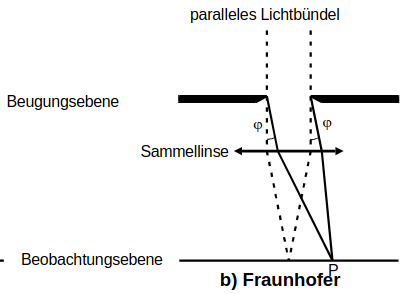 paralleles Lichtbündel
Beugungsebene
φ
φ
Sammellinse
Beobachtungsebene
P
b) Fraunhofer